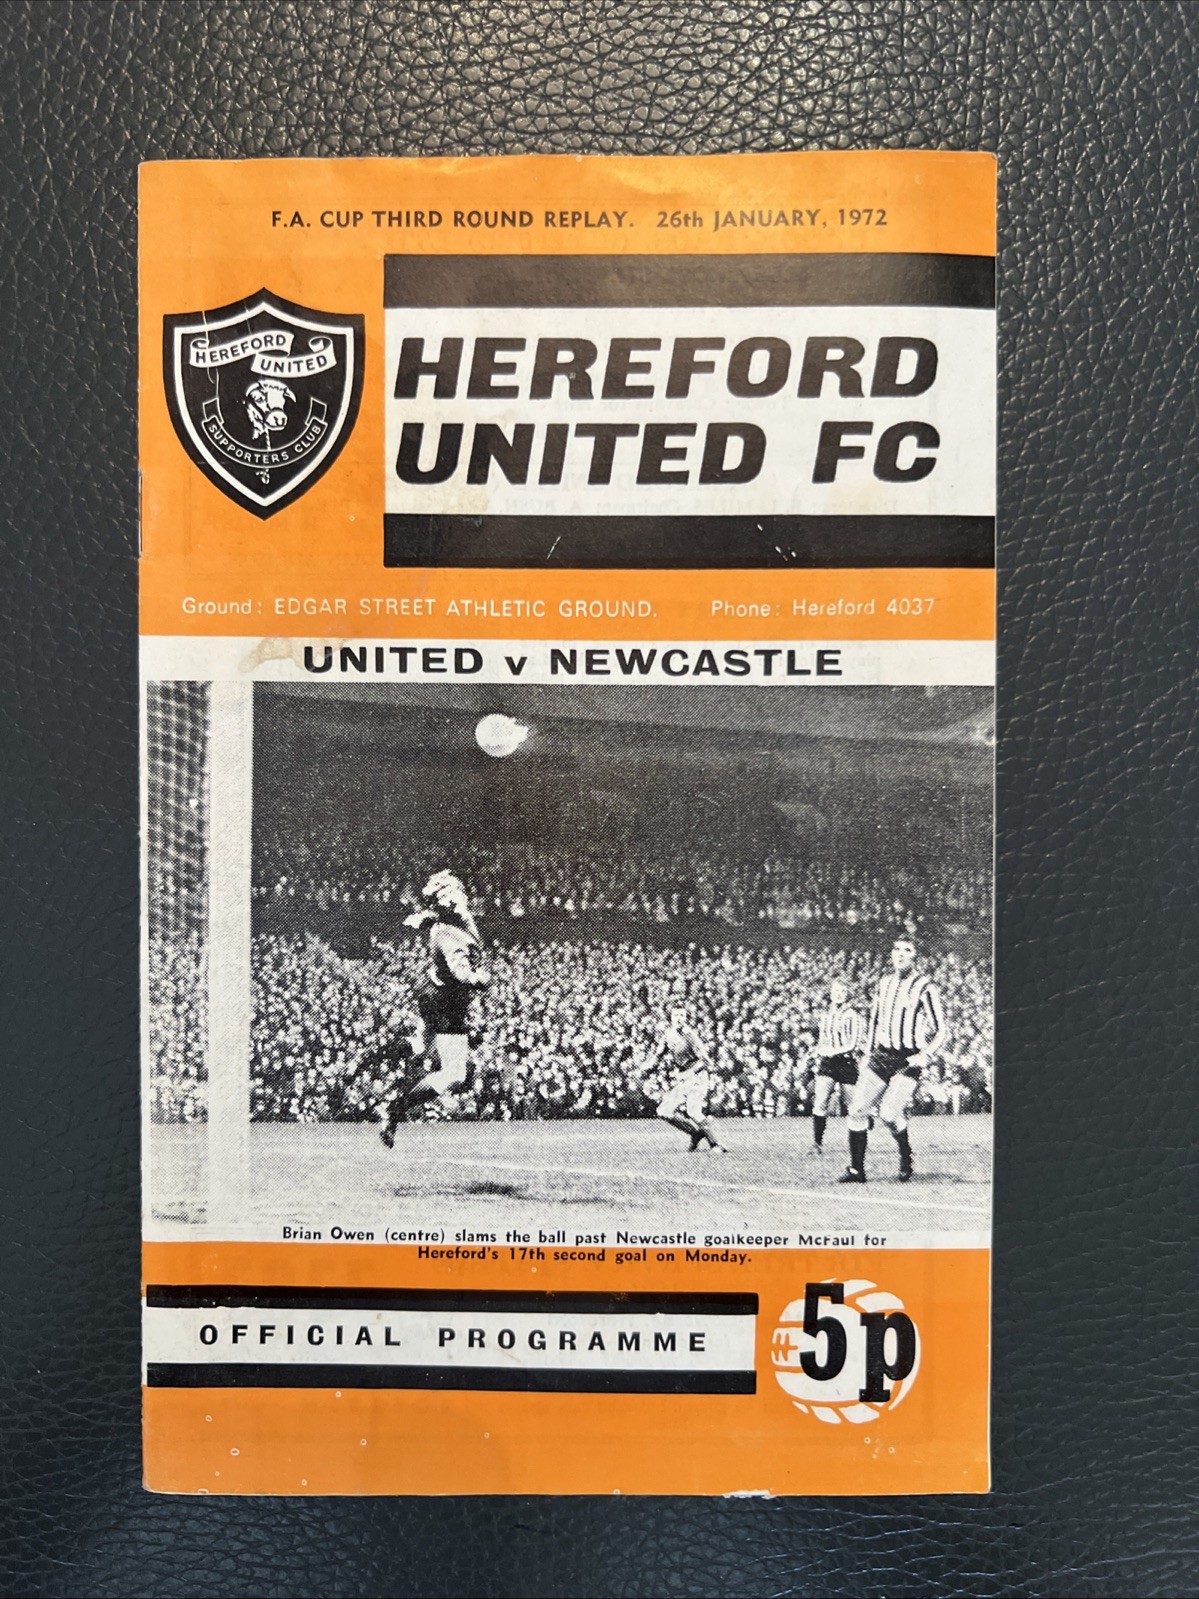 F.A. CUP THIRD ROUND REPLAY. 26th JANUARY, 1972
HEREFORD
UNITED
SUPPORTERS CLUB
HEREFORD
UNITED FC
Ground: EDGAR STREET ATHLETIC GROUND. Phone: Hereford 4037
UNITED v NEWCASTLE
Brian Owen (centre) slams the ball past Newcastle goalkeeper McFaul for
Hereford's 17th second goal on Monday.
OFFICIAL PROGRAMME
5p